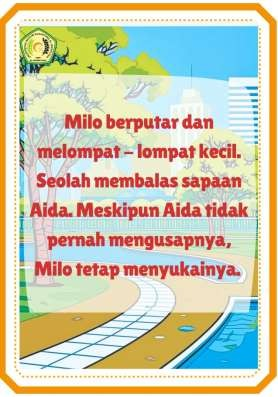 Milo berputar dan
melompat – lompat kecil.
Seolah membalas sapaan
Aida. Meskipun Aida tidak
pernah mengusapnya,
Milo tetap menyukainya.